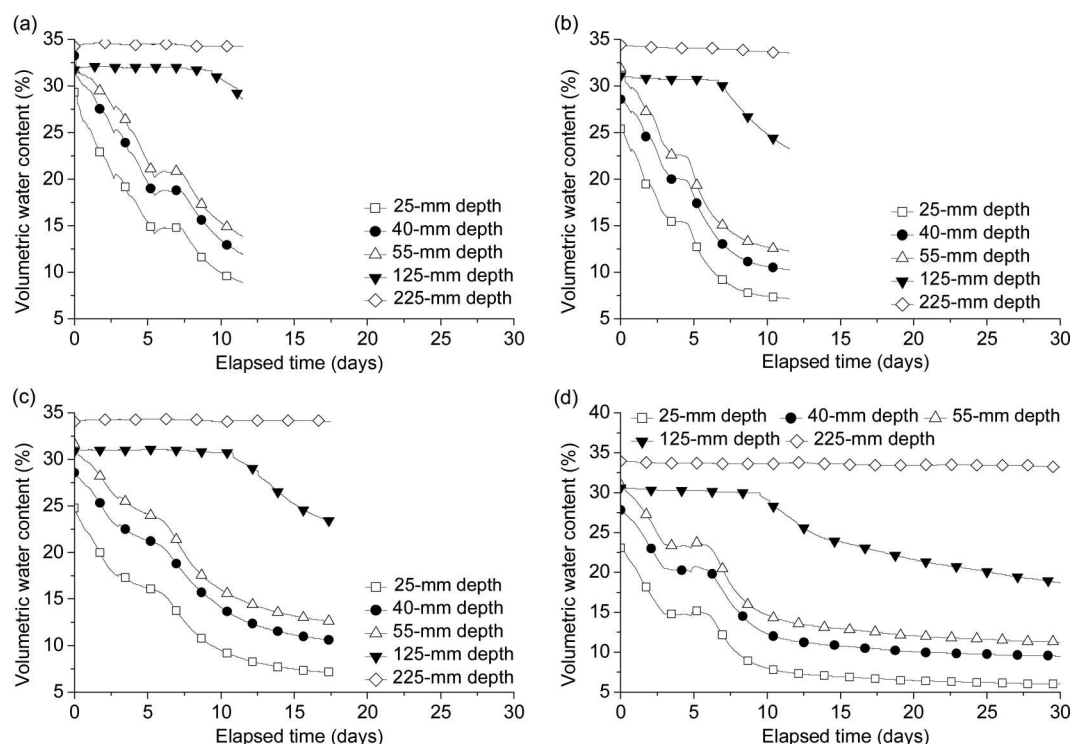 (a)
35
30
25
20
15
10
5
Volumetric water content (%)
25-mm depth
40-mm depth
55-mm depth
125-mm depth
225-mm depth
0 5 10 15 20 25 30
Elapsed time (days)
(b)
35
30
25
20
15
10
5
Volumetric water content (%)
25-mm depth
40-mm depth
55-mm depth
125-mm depth
225-mm depth
0 5 10 15 20 25 30
Elapsed time (days)
(c)
35
30
25
20
15
10
5
Volumetric water content (%)
25-mm depth
40-mm depth
55-mm depth
125-mm depth
225-mm depth
0 5 10 15 20 25 30
Elapsed time (days)
(d)
40
35
30
25
20
15
10
5
Volumetric water content (%)
25-mm depth 40-mm depth 55-mm depth
125-mm depth 225-mm depth
0 5 10 15 20 25 30
Elapsed time (days)